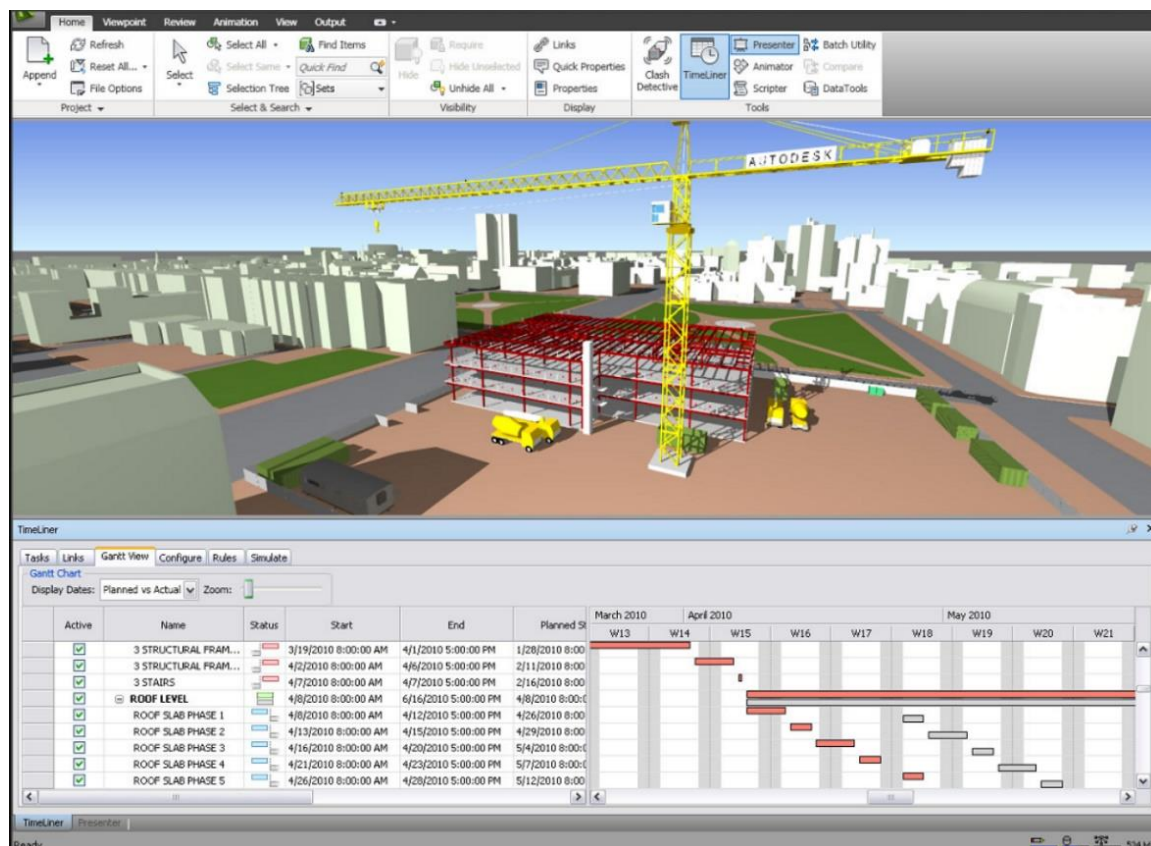 Home Viewpoint Review Animation View Output
Append
Refresh
Reset All...
File Options
Project
Select
Select All
Select Same
Selection Tree
Find Items
Quick Find
Sets
Select & Search
Hide
Require
Hide Unselected
Unhide All
Visibility
Links
Quick Properties
Properties
Display
Clash Detective
TimeLiner
Presenter
Animator
Scripter
Batch Utility
Compare
DataTools
Tools
AUTODESK
TimeLiner
Tasks Links Gantt View Configure Rules Simulate
Gantt Chart
Display Dates: Planned vs Actual Zoom:
March 2010 April 2010 May 2010
Active Name Status Start End Planned St
W13 W14 W15 W16 W17 W18 W19 W20 W21
3 STRUCTURAL FRAM... 3/19/2010 8:00:00 AM 4/1/2010 5:00:00 PM 1/28/2010 8:00
3 STRUCTURAL FRAM... 4/2/2010 8:00:00 AM 4/6/2010 5:00:00 PM 2/11/2010 8:00
3 STAIRS 4/7/2010 8:00:00 AM 4/7/2010 5:00:00 PM 2/16/2010 8:00
ROOF LEVEL 4/8/2010 8:00:00 AM 6/16/2010 5:00:00 PM 4/8/2010 8:00:0
ROOF SLAB PHASE 1 4/8/2010 8:00:00 AM 4/12/2010 5:00:00 PM 4/26/2010 8:00
ROOF SLAB PHASE 2 4/13/2010 8:00:00 AM 4/15/2010 5:00:00 PM 4/29/2010 8:00
ROOF SLAB PHASE 3 4/16/2010 8:00:00 AM 4/20/2010 5:00:00 PM 5/4/2010 8:00:0
ROOF SLAB PHASE 4 4/21/2010 8:00:00 AM 4/23/2010 5:00:00 PM 5/7/2010 8:00:0
ROOF SLAB PHASE 5 4/26/2010 8:00:00 AM 4/28/2010 5:00:00 PM 5/12/2010 8:00
TimeLiner Presenter
Ready